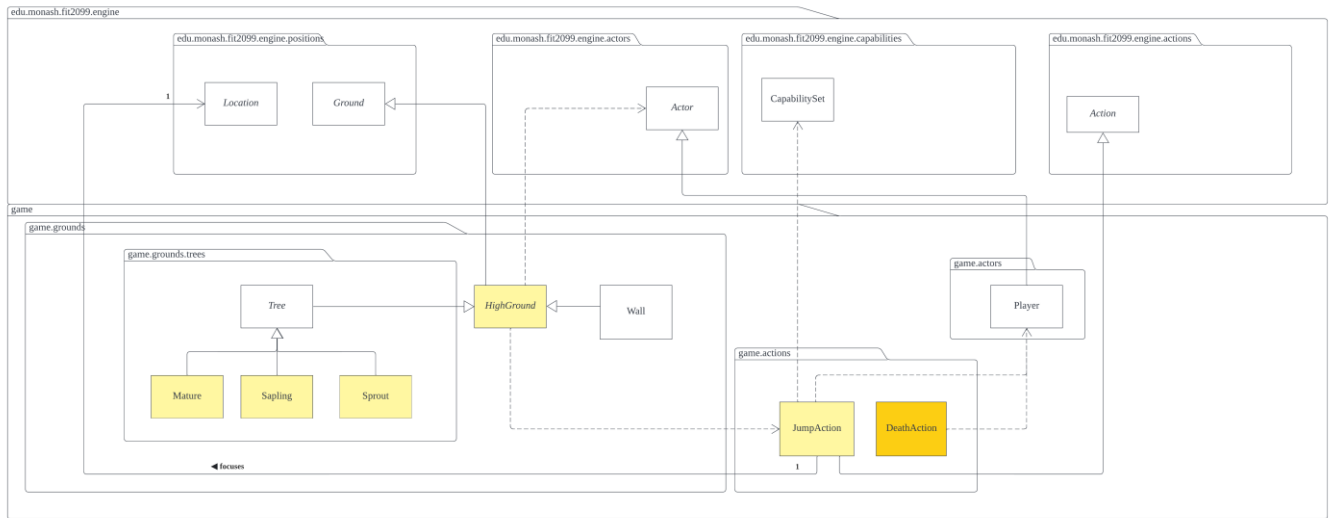 edu.monash.fit2099.engine
edu.monash.fit2099.engine.positions
edu.monash.fit2099.engine.actors
edu.monash.fit2099.engine.capabilities
edu.monash.fit2099.engine.actions
1
Location
Ground
Actor
CapabilitySet
Action
game
game.grounds
game.grounds.trees
game.actors
Tree
HighGround
Wall
Player
game.actions
Mature
Sapling
Sprout
JumpAction
DeathAction
◀ focuses
1